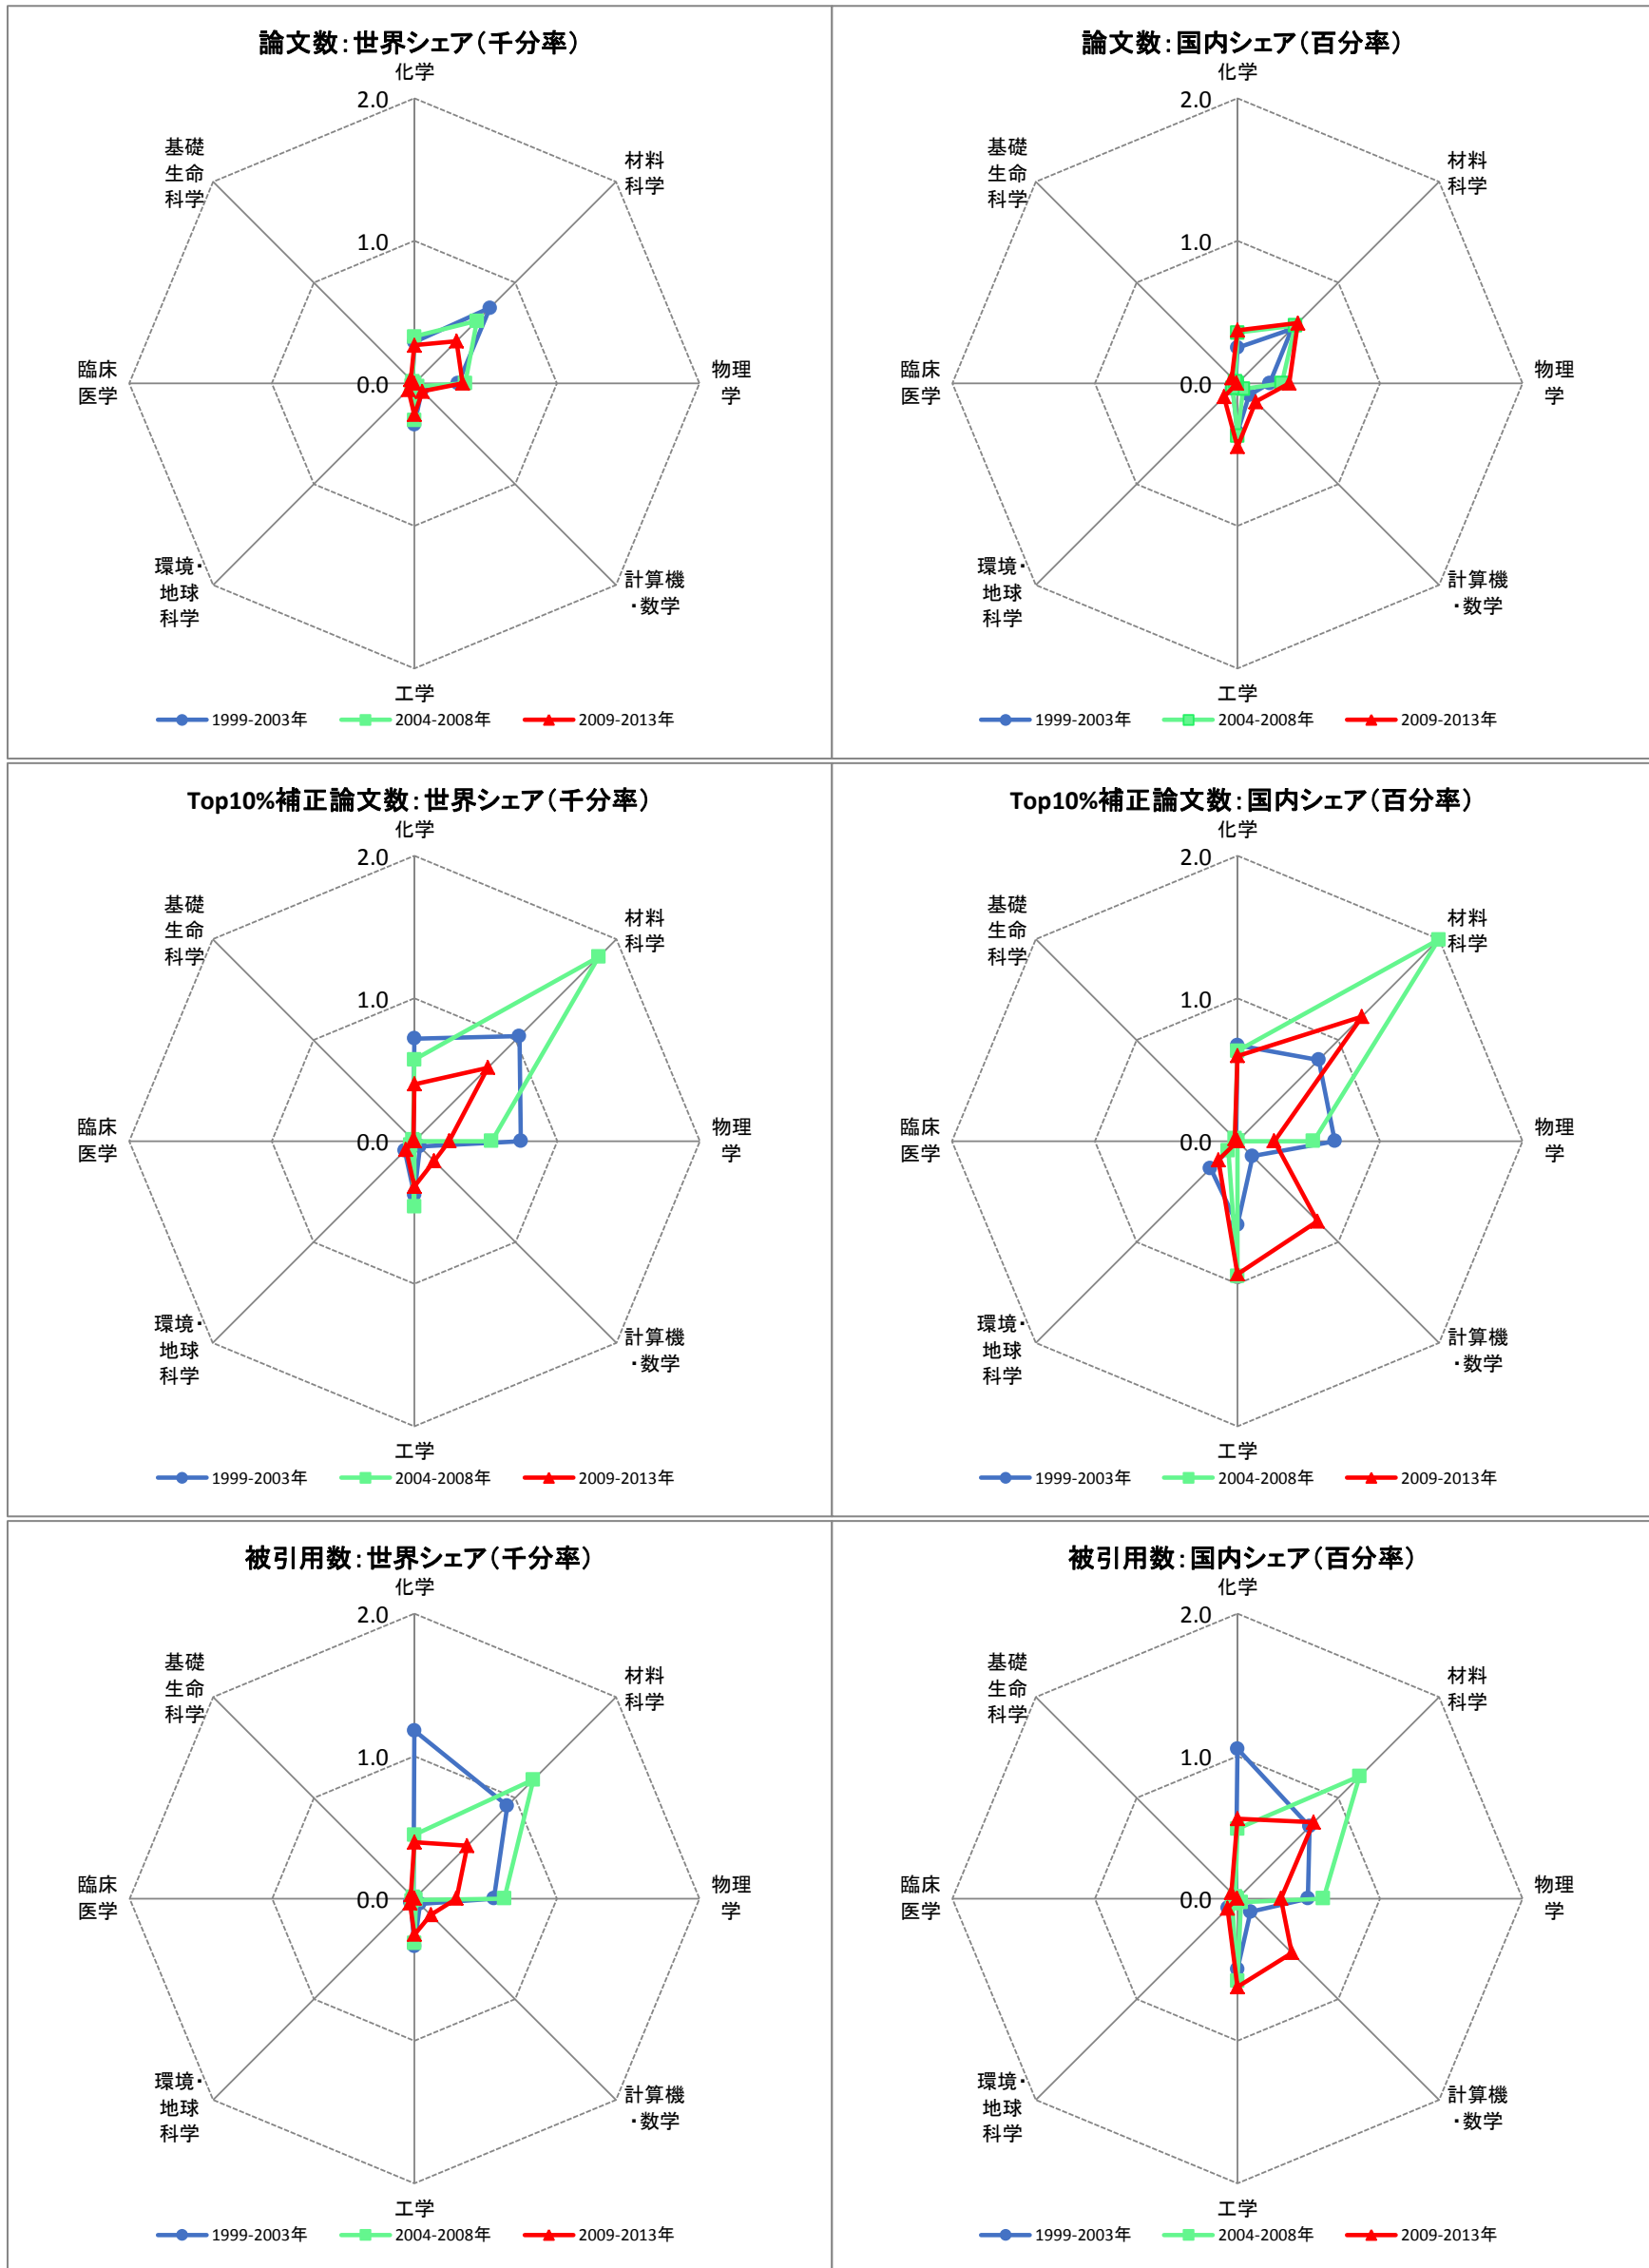 論文数：世界シェア（千分率）
化学
2.0
基礎
生命
科学
材料
科学
1.0
臨床
医学
0.0
物理
学
環境・
地球
科学
計算機
・数学
工学
1999-2003年 2004-2008年 2009-2013年
論文数：国内シェア（百分率）
化学
2.0
基礎
生命
科学
材料
科学
1.0
臨床
医学
0.0
物理
学
環境・
地球
科学
計算機
・数学
工学
1999-2003年 2004-2008年 2009-2013年
Top10%補正論文数：世界シェア（千分率）
化学
2.0
基礎
生命
科学
材料
科学
1.0
臨床
医学
0.0
物理
学
環境・
地球
科学
計算機
・数学
工学
1999-2003年 2004-2008年 2009-2013年
Top10%補正論文数：国内シェア（百分率）
化学
2.0
基礎
生命
科学
材料
科学
1.0
臨床
医学
0.0
物理
学
環境・
地球
科学
計算機
・数学
工学
1999-2003年 2004-2008年 2009-2013年
被引用数：世界シェア（千分率）
化学
2.0
基礎
生命
科学
材料
科学
1.0
臨床
医学
0.0
物理
学
環境・
地球
科学
計算機
・数学
工学
1999-2003年 2004-2008年 2009-2013年
被引用数：国内シェア（百分率）
化学
2.0
基礎
生命
科学
材料
科学
1.0
臨床
医学
0.0
物理
学
環境・
地球
科学
計算機
・数学
工学
1999-2003年 2004-2008年 2009-2013年